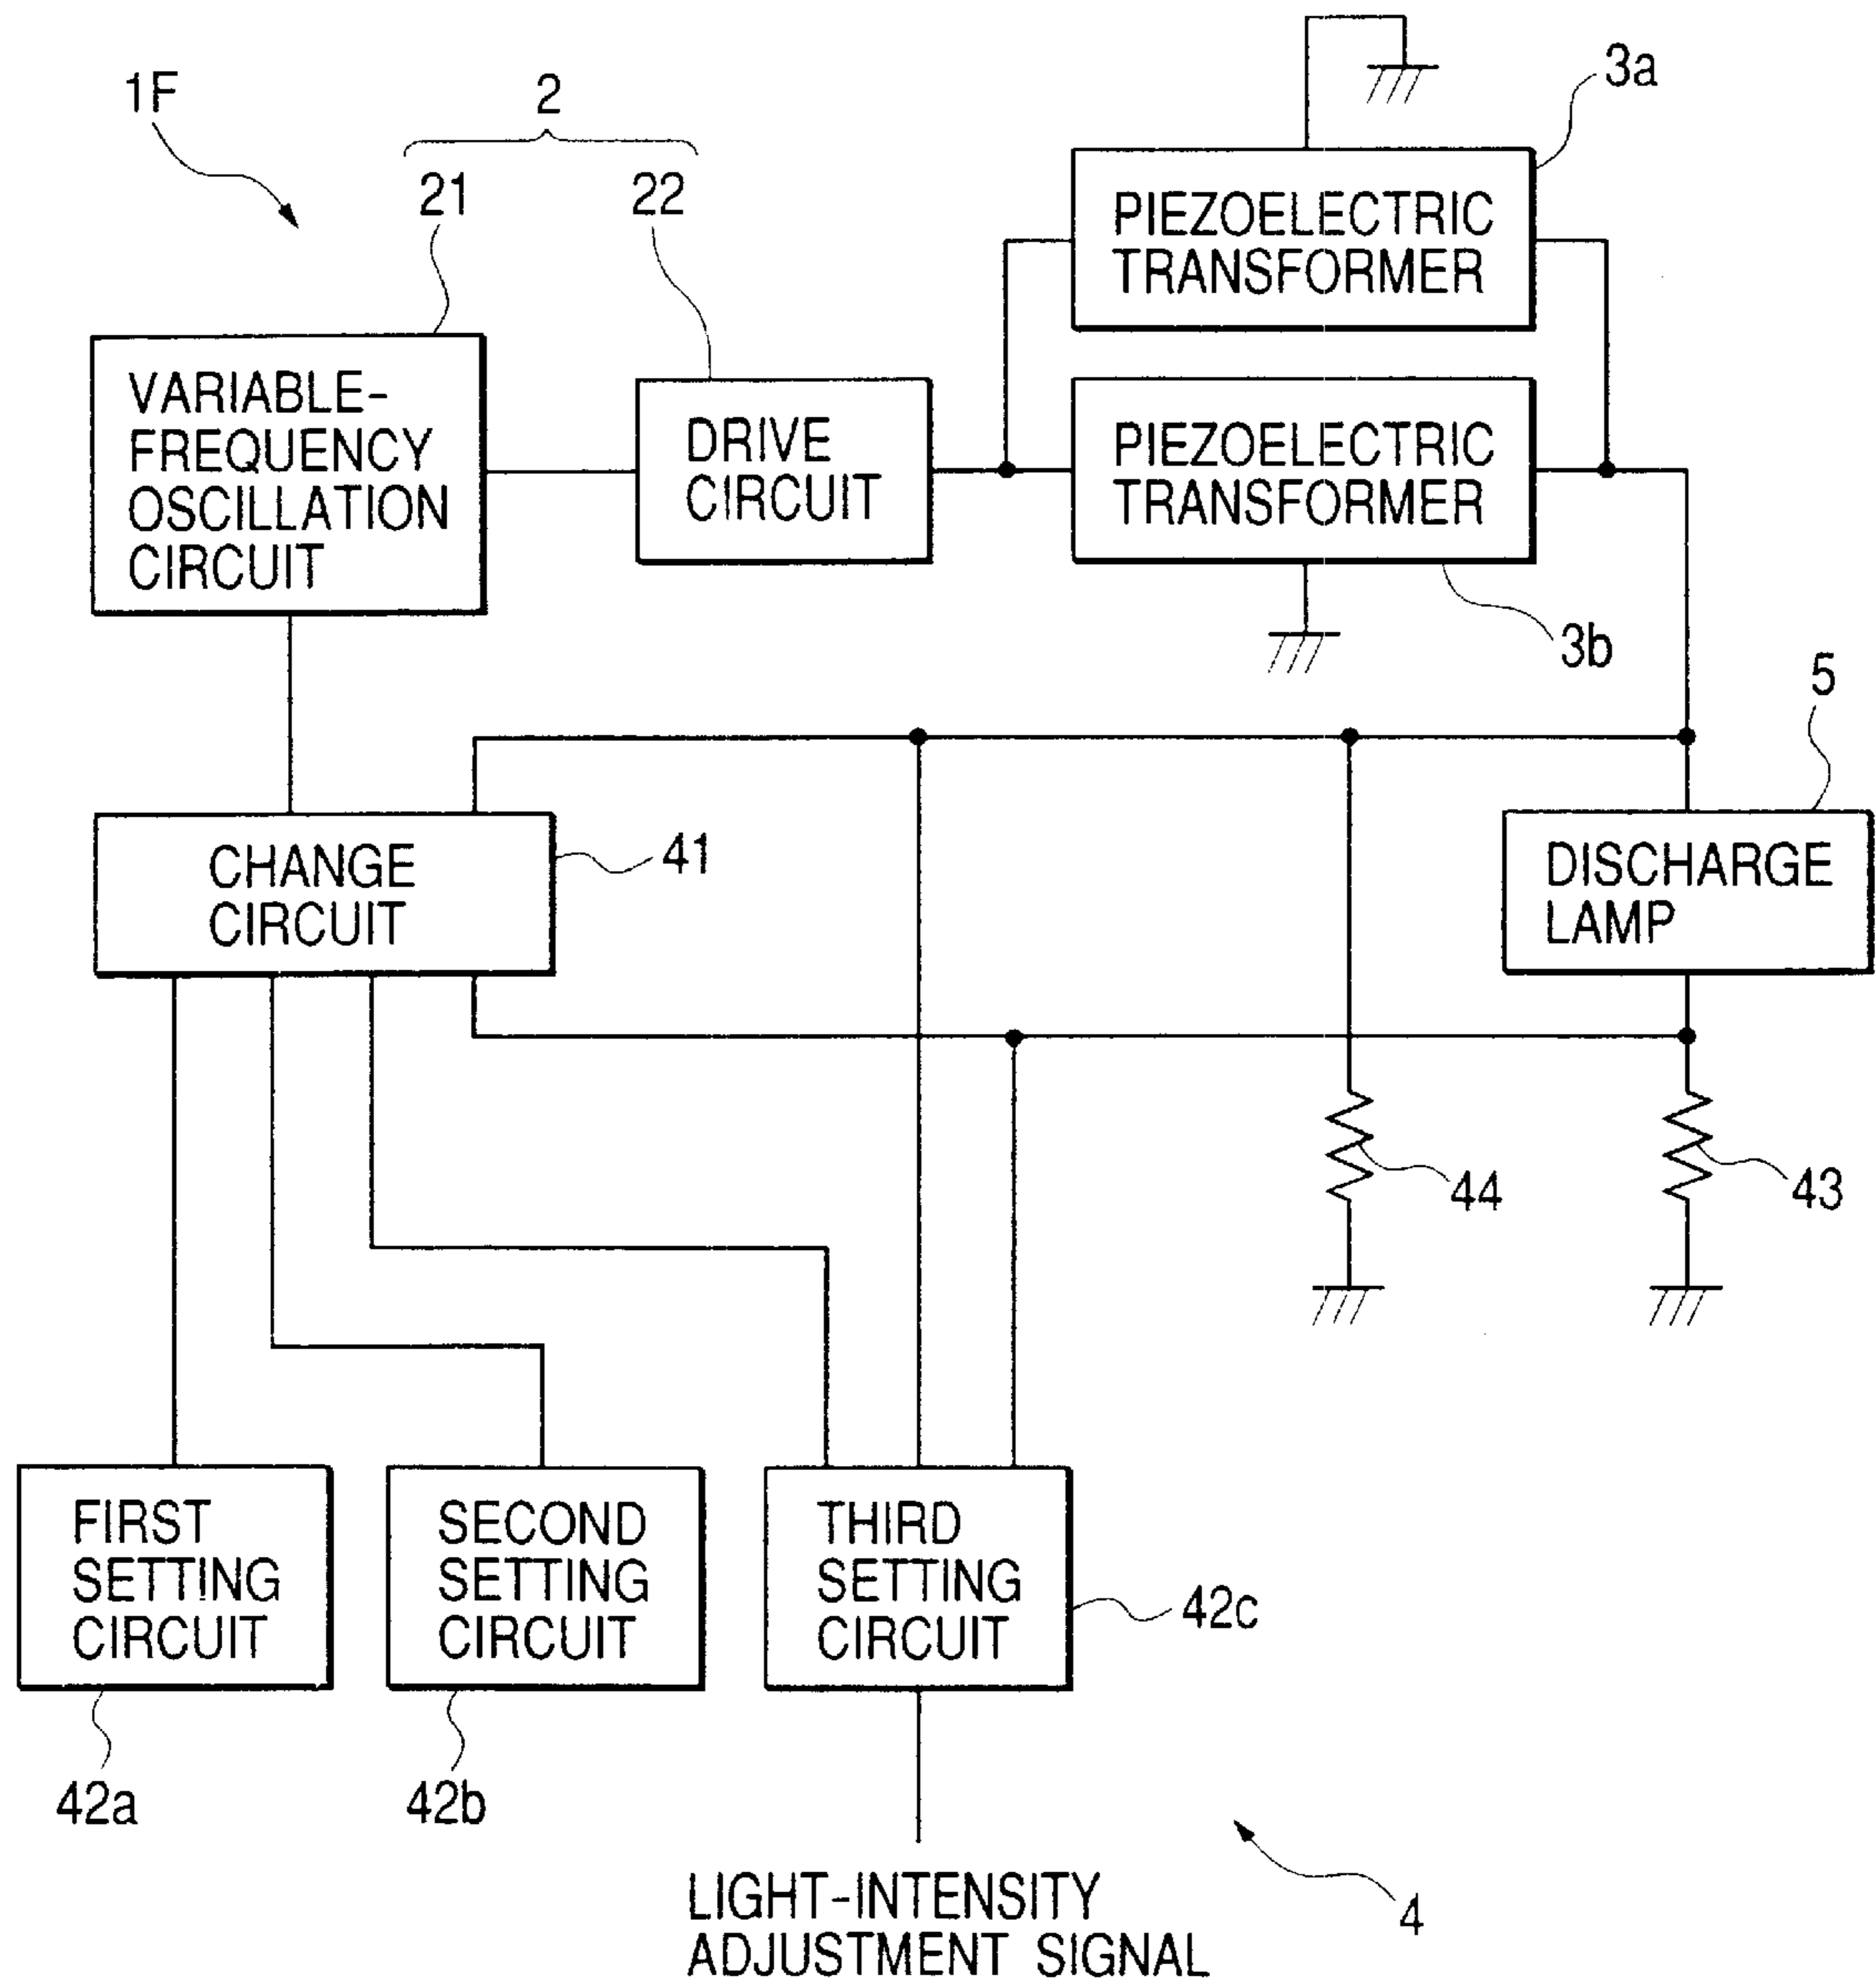 1F
2
21
22
3a
PIEZOELECTRIC
TRANSFORMER
VARIABLE-
FREQUENCY
OSCILLATION
CIRCUIT
DRIVE
CIRCUIT
PIEZOELECTRIC
TRANSFORMER
3b
5
CHANGE
CIRCUIT
41
DISCHARGE
LAMP
44
43
FIRST
SETTING
CIRCUIT
SECOND
SETTING
CIRCUIT
THIRD
SETTING
CIRCUIT
42c
42a
42b
LIGHT-INTENSITY
ADJUSTMENT SIGNAL
4